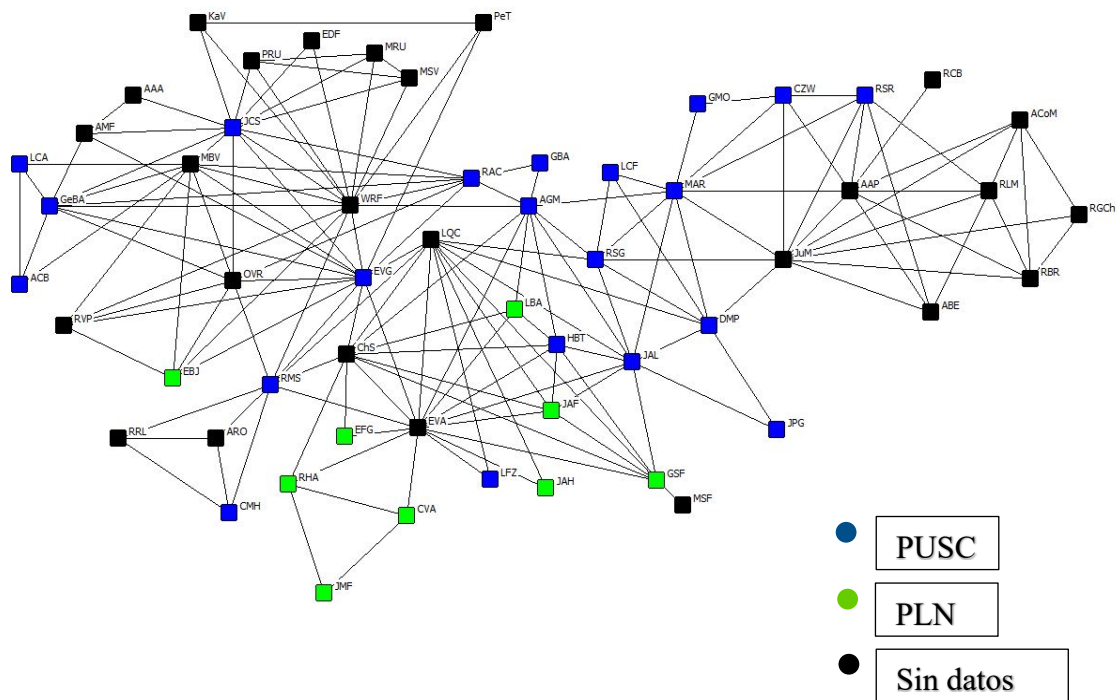 KaV
PeT
EDF
PRU
MRU
MSV
AAA
JCS
AMF
LCA
MBV
GeBA
WRF
RAC
GBA
AGM
LQC
ACB
OVR
EVG
RVP
EBJ
RMS
ChS
LBA
HBT
RSG
LCF
MAR
GMO
CZW
RSR
RCB
ACoM
AAP
RLM
RGCh
JuM
RBR
ABE
DMP
JAL
JPG
JAF
EVA
EFG
RRL
ARO
CMH
RHA
LFZ
JAH
GSF
MSF
CVA
JMF
PUSC
PLN
Sin datos